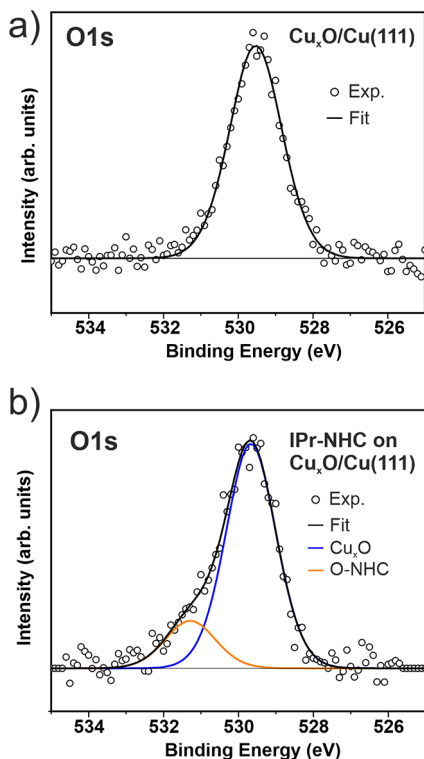 a)
O1s
CuₓO/Cu(111)
Exp.
Fit
Intensity (arb. units)
534 532 530 528 526
Binding Energy (eV)
b)
O1s
IPr-NHC on
CuₓO/Cu(111)
Exp.
Fit
CuₓO
O-NHC
Intensity (arb. units)
534 532 530 528 526
Binding Energy (eV)